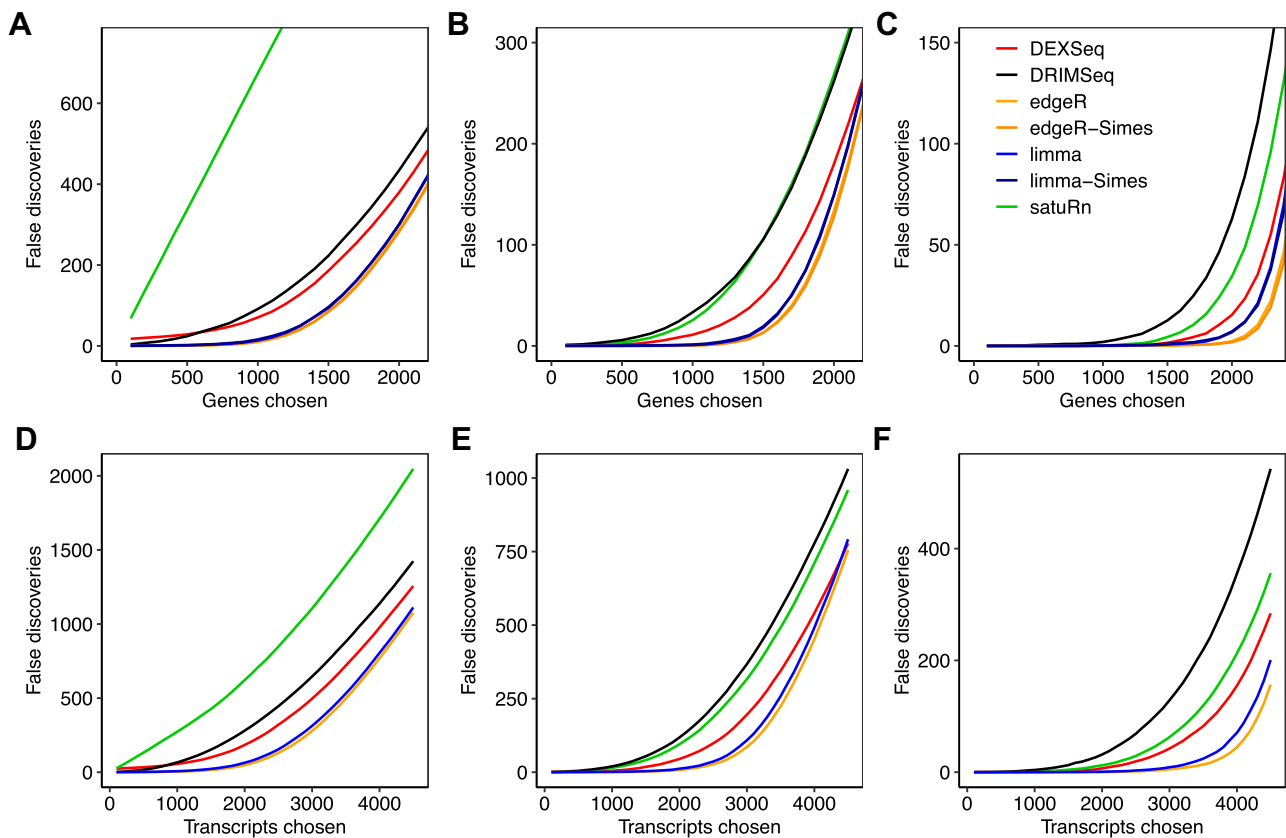 A
False discoveries
600
400
200
0
0 500 1000 1500 2000
Genes chosen
B
False discoveries
300
200
100
0
0 500 1000 1500 2000
Genes chosen
C
False discoveries
150
100
50
0
0 500 1000 1500 2000
Genes chosen
DEXSeq
DRIMSeq
edgeR
edgeR−Simes
limma
limma−Simes
satuRn
D
False discoveries
2000
1500
1000
500
0
0 1000 2000 3000 4000
Transcripts chosen
E
False discoveries
1000
750
500
250
0
0 1000 2000 3000 4000
Transcripts chosen
F
False discoveries
400
200
0
0 1000 2000 3000 4000
Transcripts chosen